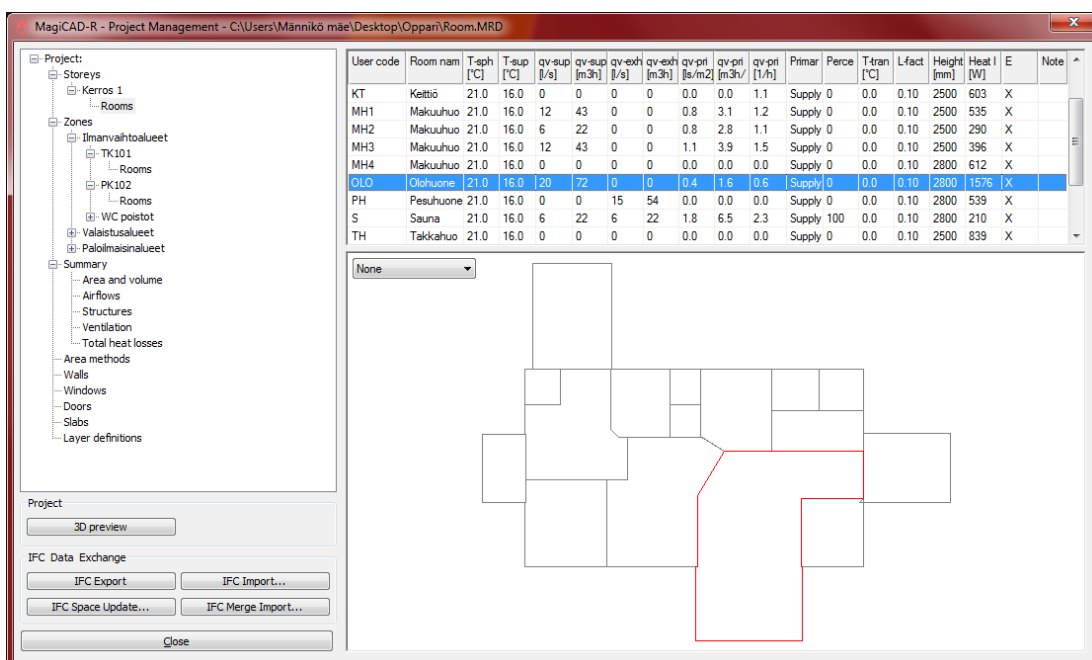 MagiCAD-R - Project Management - C:\Users\Männikö mäe\Desktop\Oppari\Room.MRD
Project:
Storeys
Kerros 1
Rooms
Zones
Ilmanvaihtoalueet
TK101
Rooms
PK102
Rooms
WC poistot
Valaistusalueet
Paloilmaisinalueet
Summary
Area and volume
Airflows
Structures
Ventilation
Total heat losses
Area methods
Walls
Windows
Doors
Slabs
Layer definitions
Project
3D preview
IFC Data Exchange
IFC Export IFC Import...
IFC Space Update... IFC Merge Import...
Close
User code Room nam T-sph T-sup qv-sup qv-sup qv-exh qv-exh qv-pri qv-pri qv-pri Primar Perce T-tran L-fact Height Heat l E Note
[°C] [°C] [l/s] [m3h] [l/s] [m3h] [ls/m2] [m3h/ [1/h] [°C] [mm] [W]
KT Keittiö 21.0 16.0 0 0 0 0 0.0 0.0 1.1 Supply 0 0.0 0.10 2500 603 X
MH1 Makuuhuo 21.0 16.0 12 43 0 0 0.8 3.1 1.2 Supply 0 0.0 0.10 2500 535 X
MH2 Makuuhuo 21.0 16.0 6 22 0 0 0.8 2.8 1.1 Supply 0 0.0 0.10 2500 290 X
MH3 Makuuhuo 21.0 16.0 12 43 0 0 1.1 3.9 1.5 Supply 0 0.0 0.10 2500 396 X
MH4 Makuuhuo 21.0 16.0 0 0 0 0 0.0 0.0 0.0 Supply 0 0.0 0.10 2800 612 X
OLO Olohuone 21.0 16.0 20 72 0 0 0.4 1.6 0.6 Supply 0 0.0 0.10 2800 1576 X
PH Pesuhuone 21.0 16.0 0 0 15 54 0.0 0.0 0.0 Supply 0 0.0 0.10 2800 539 X
S Sauna 21.0 16.0 6 22 6 22 1.8 6.5 2.3 Supply 100 0.0 0.10 2800 210 X
TH Takkahuo 21.0 16.0 0 0 0 0 0.0 0.0 0.0 Supply 0 0.0 0.10 2500 839 X
None